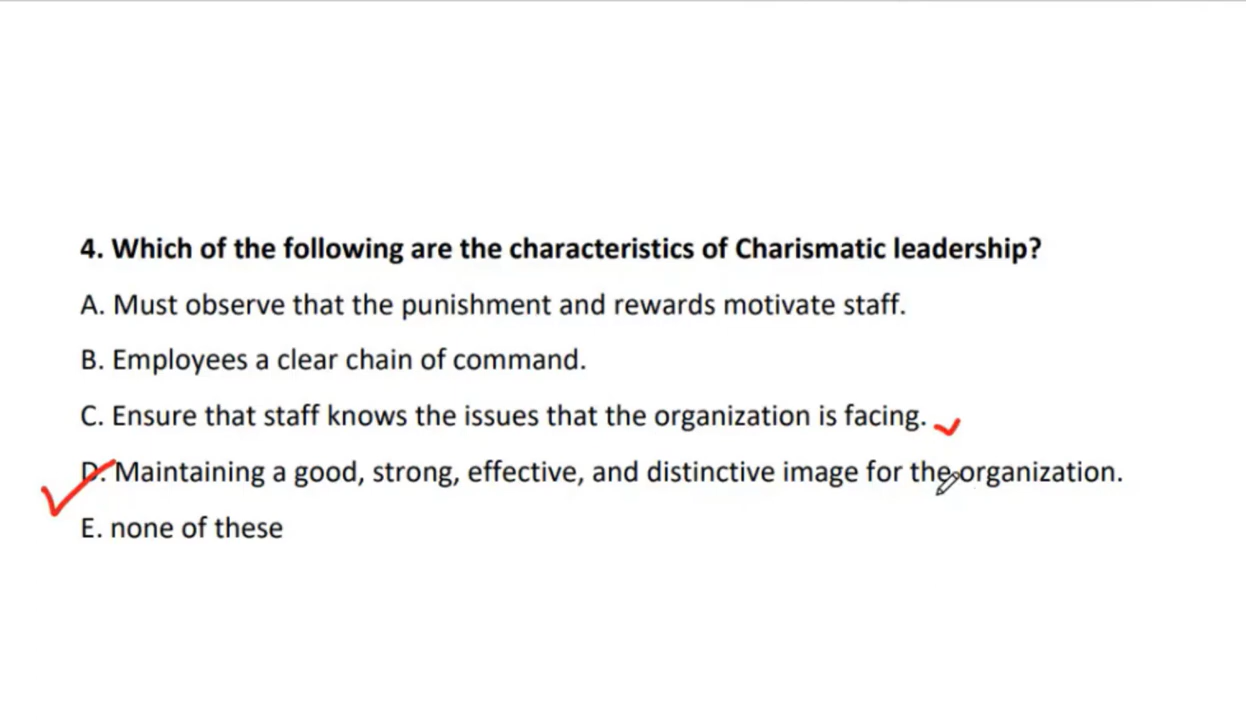 4. Which of the following are the characteristics of Charismatic leadership?
A. Must observe that the punishment and rewards motivate staff.
B. Employees a clear chain of command.
C. Ensure that staff knows the issues that the organization is facing.
D. Maintaining a good, strong, effective, and distinctive image for the organization.
E. none of these